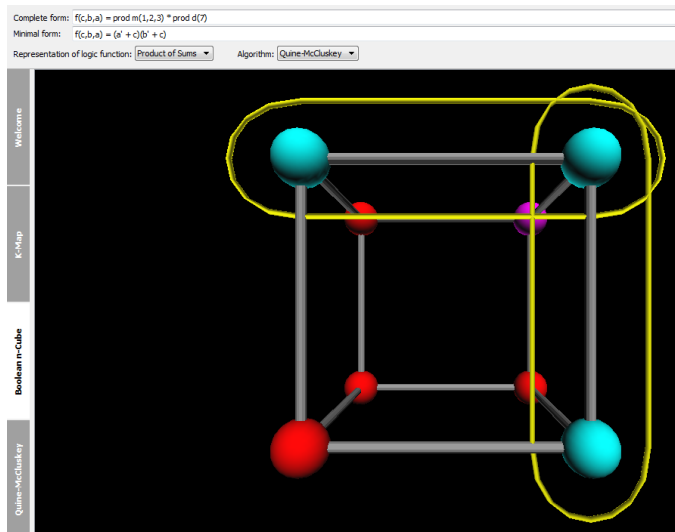 Complete form: f(c,b,a) = prod m(1,2,3) * prod d(7)
Minimal form: f(c,b,a) = (a' + c)(b' + c)
Representation of logic function: Product of Sums Algorithm: Quine-McCluskey
Welcome
K-Map
Boolean n-Cube
Quine-McCluskey